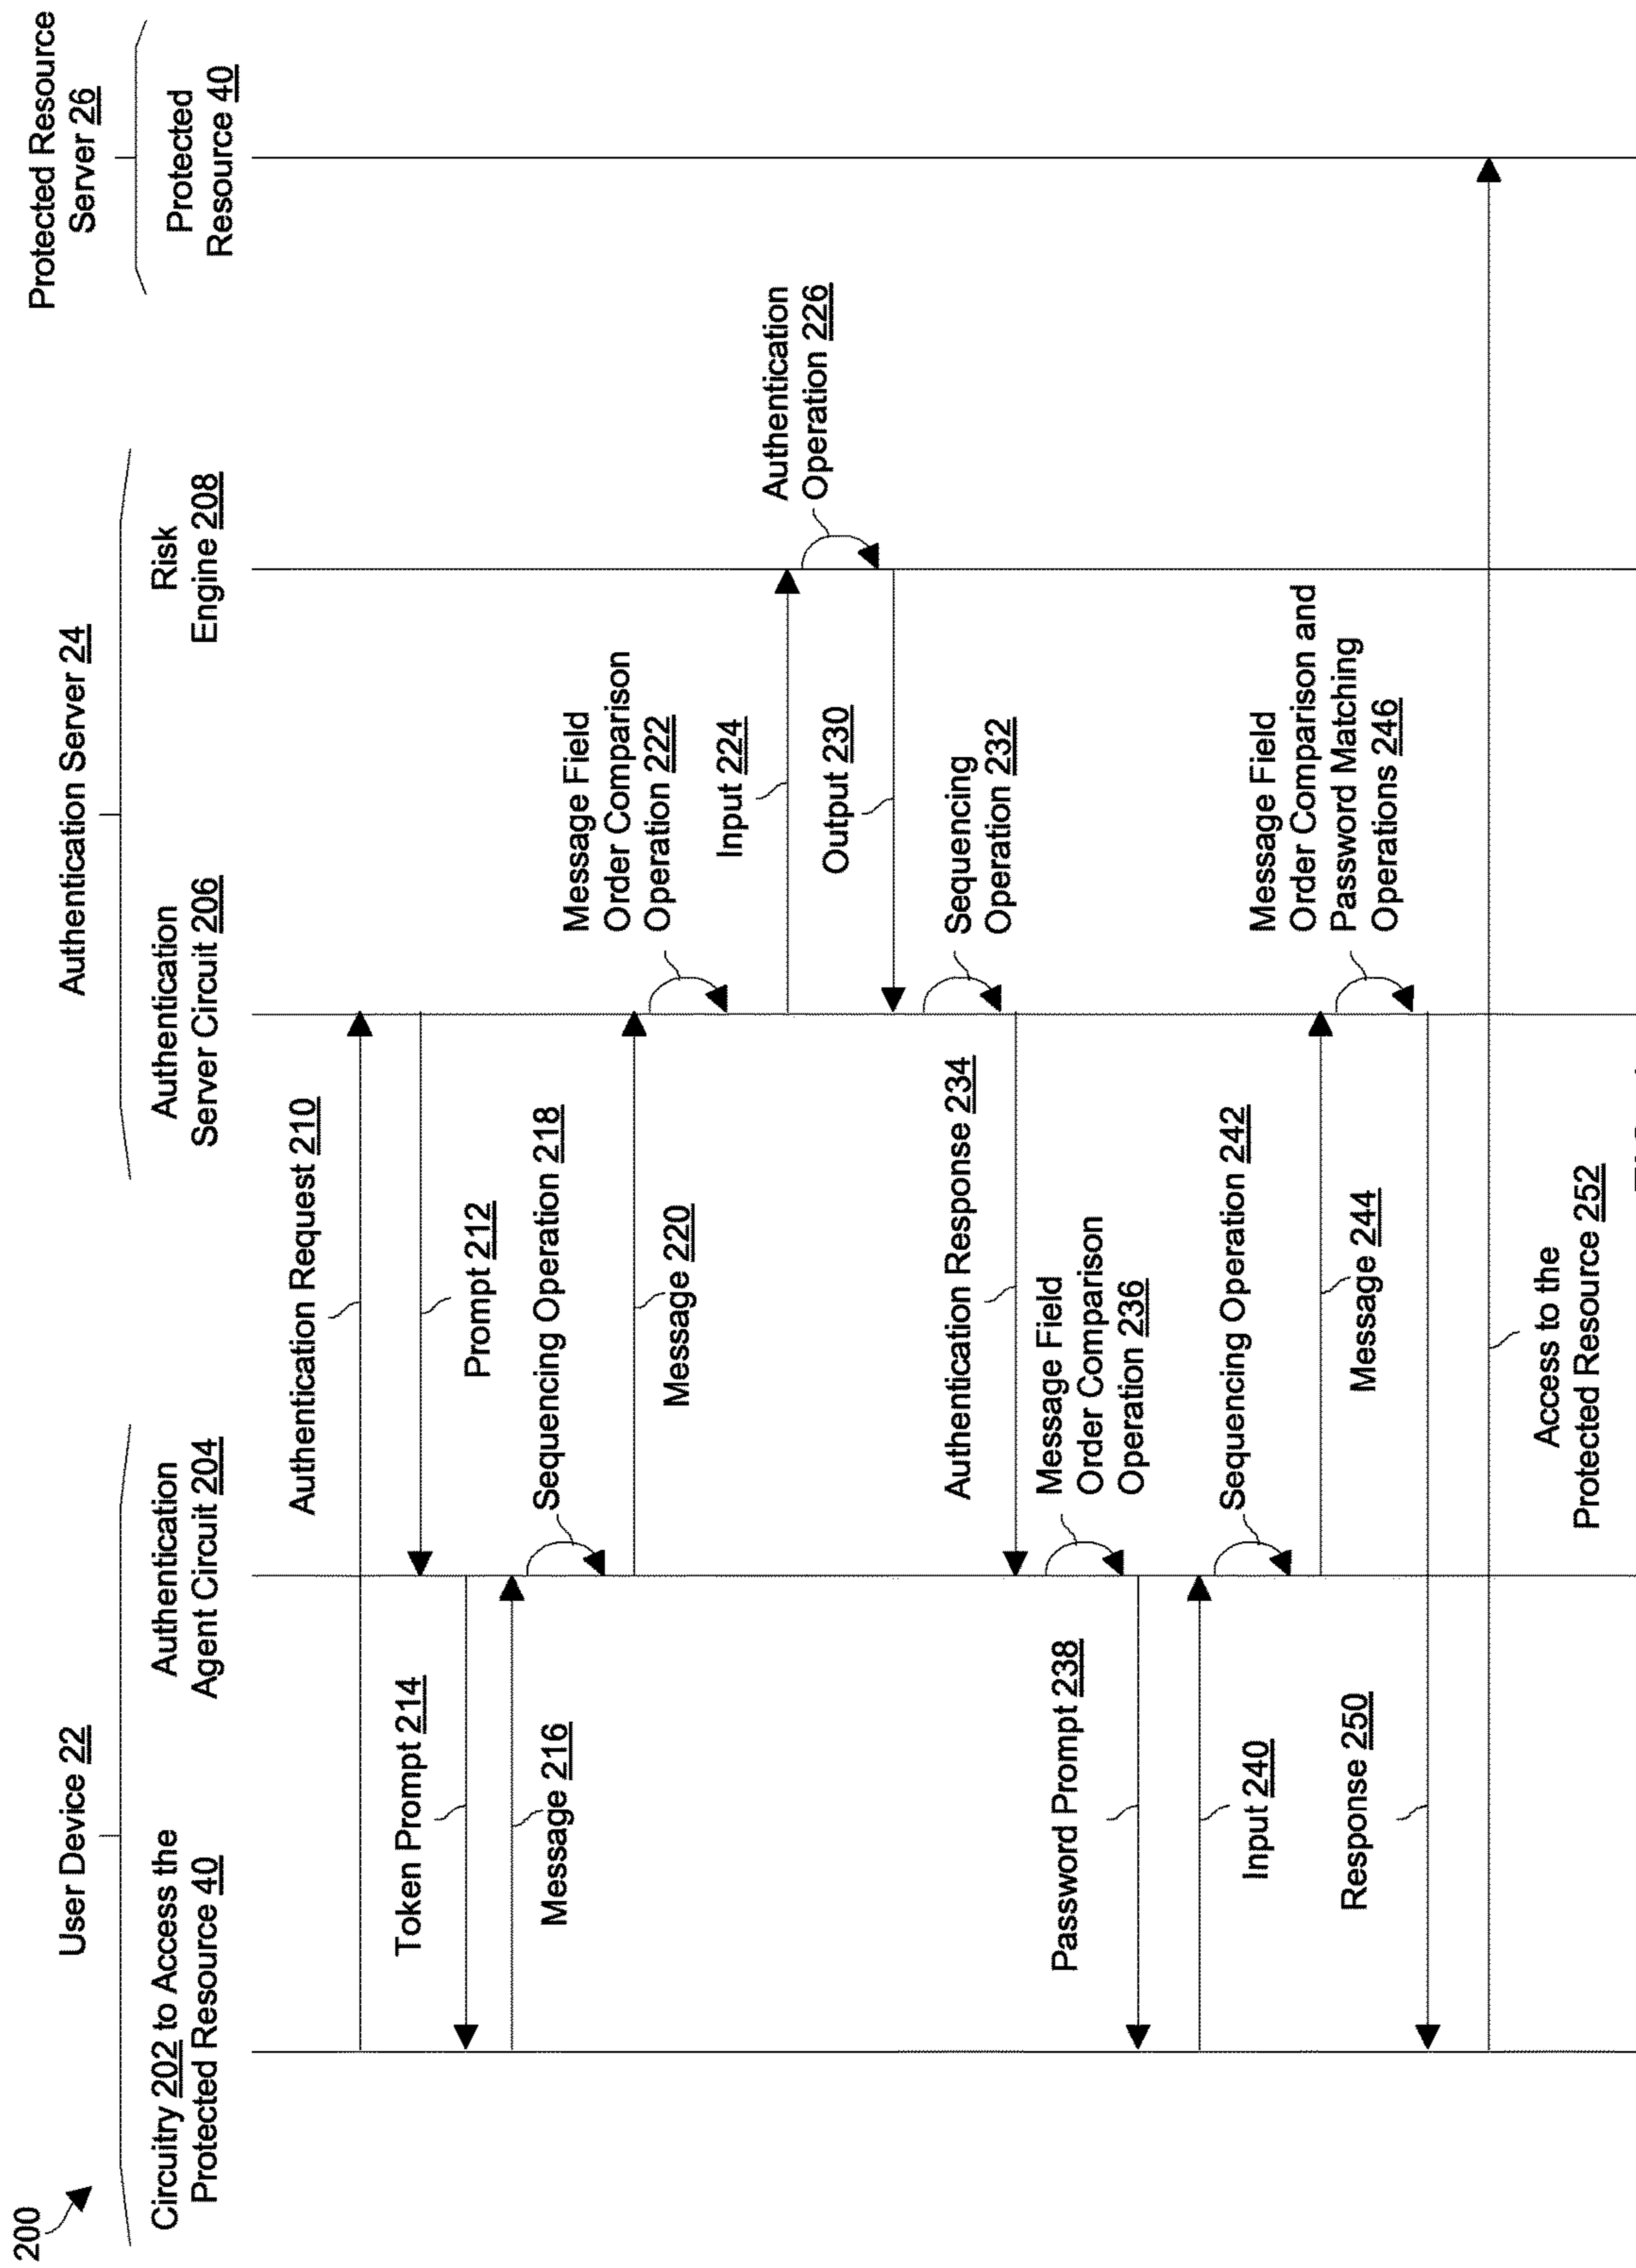 200
User Device 22
Authentication Server 24
Protected Resource
Server 26
Circuitry 202 to Access the
Protected Resource 40
Authentication
Agent Circuit 204
Authentication
Server Circuit 206
Risk
Engine 208
Protected
Resource 40
Authentication Request 210
Prompt 212
Token Prompt 214
Message 216
Sequencing Operation 218
Message 220
Message Field
Order Comparison
Operation 222
Input 224
Authentication
Operation 226
Output 230
Sequencing
Operation 232
Authentication Response 234
Message Field
Order Comparison
Operation 236
Password Prompt 238
Input 240
Sequencing Operation 242
Message 244
Message Field
Order Comparison and
Password Matching
Operations 246
Response 250
Access to the
Protected Resource 252